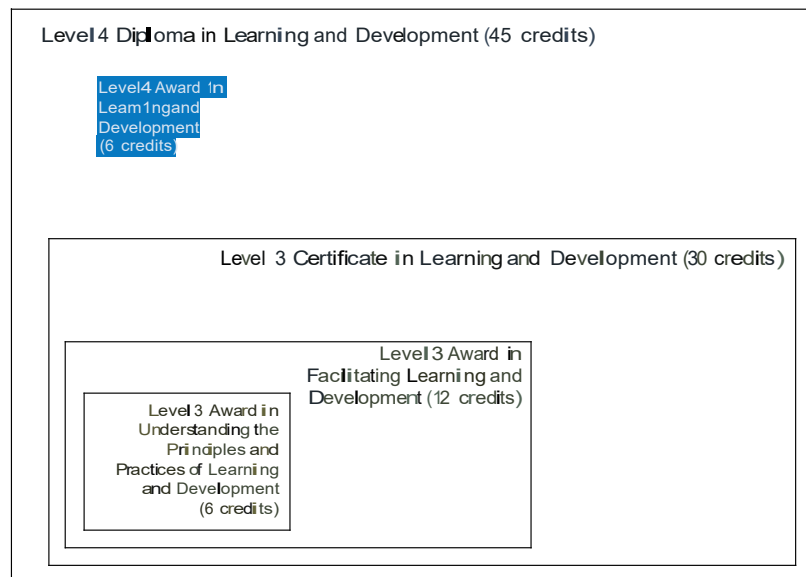 Level 4 Diploma in Learning and Development (45 credits)
Level4 Award 1n
Leam1ngand
Development
(6 credits)
Level 3 Certificate in Learning and Development (30 credits)
Level 3 Award in
Facilitating Learning and
Development (12 credits)
Level 3 Award in
Understanding the
Principles and
Practices of Learning
and Development
(6 credits)